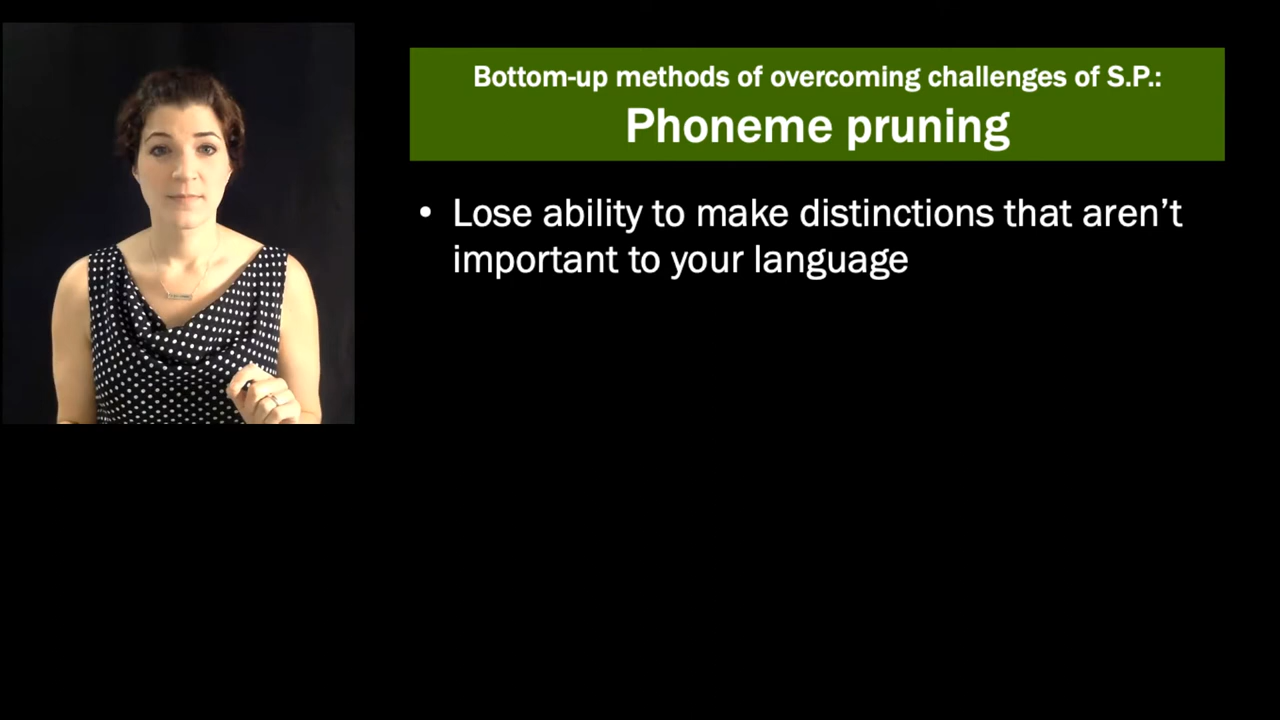 Bottom-up methods of overcoming challenges of S.P.:
Phoneme pruning
• Lose ability to make distinctions that aren’t
important to your language